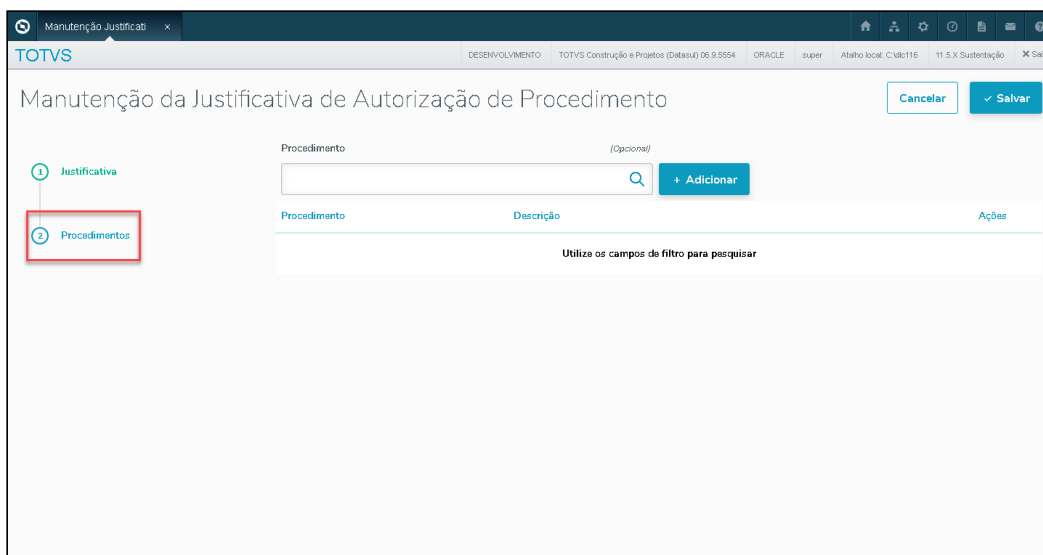 Manutenção Justificati ×
TOTVS
DESENVOLVIMENTO TOTVS Construção e Projetos (Datasul) 06.9.5554 ORACLE super Atalho local: C:\dlc116 11.5.X Sustentação Sai
Manutenção da Justificativa de Autorização de Procedimento
Cancelar
Salvar
1 Justificativa
2 Procedimentos
Procedimento (Opcional)
+ Adicionar
Procedimento Descrição Ações
Utilize os campos de filtro para pesquisar